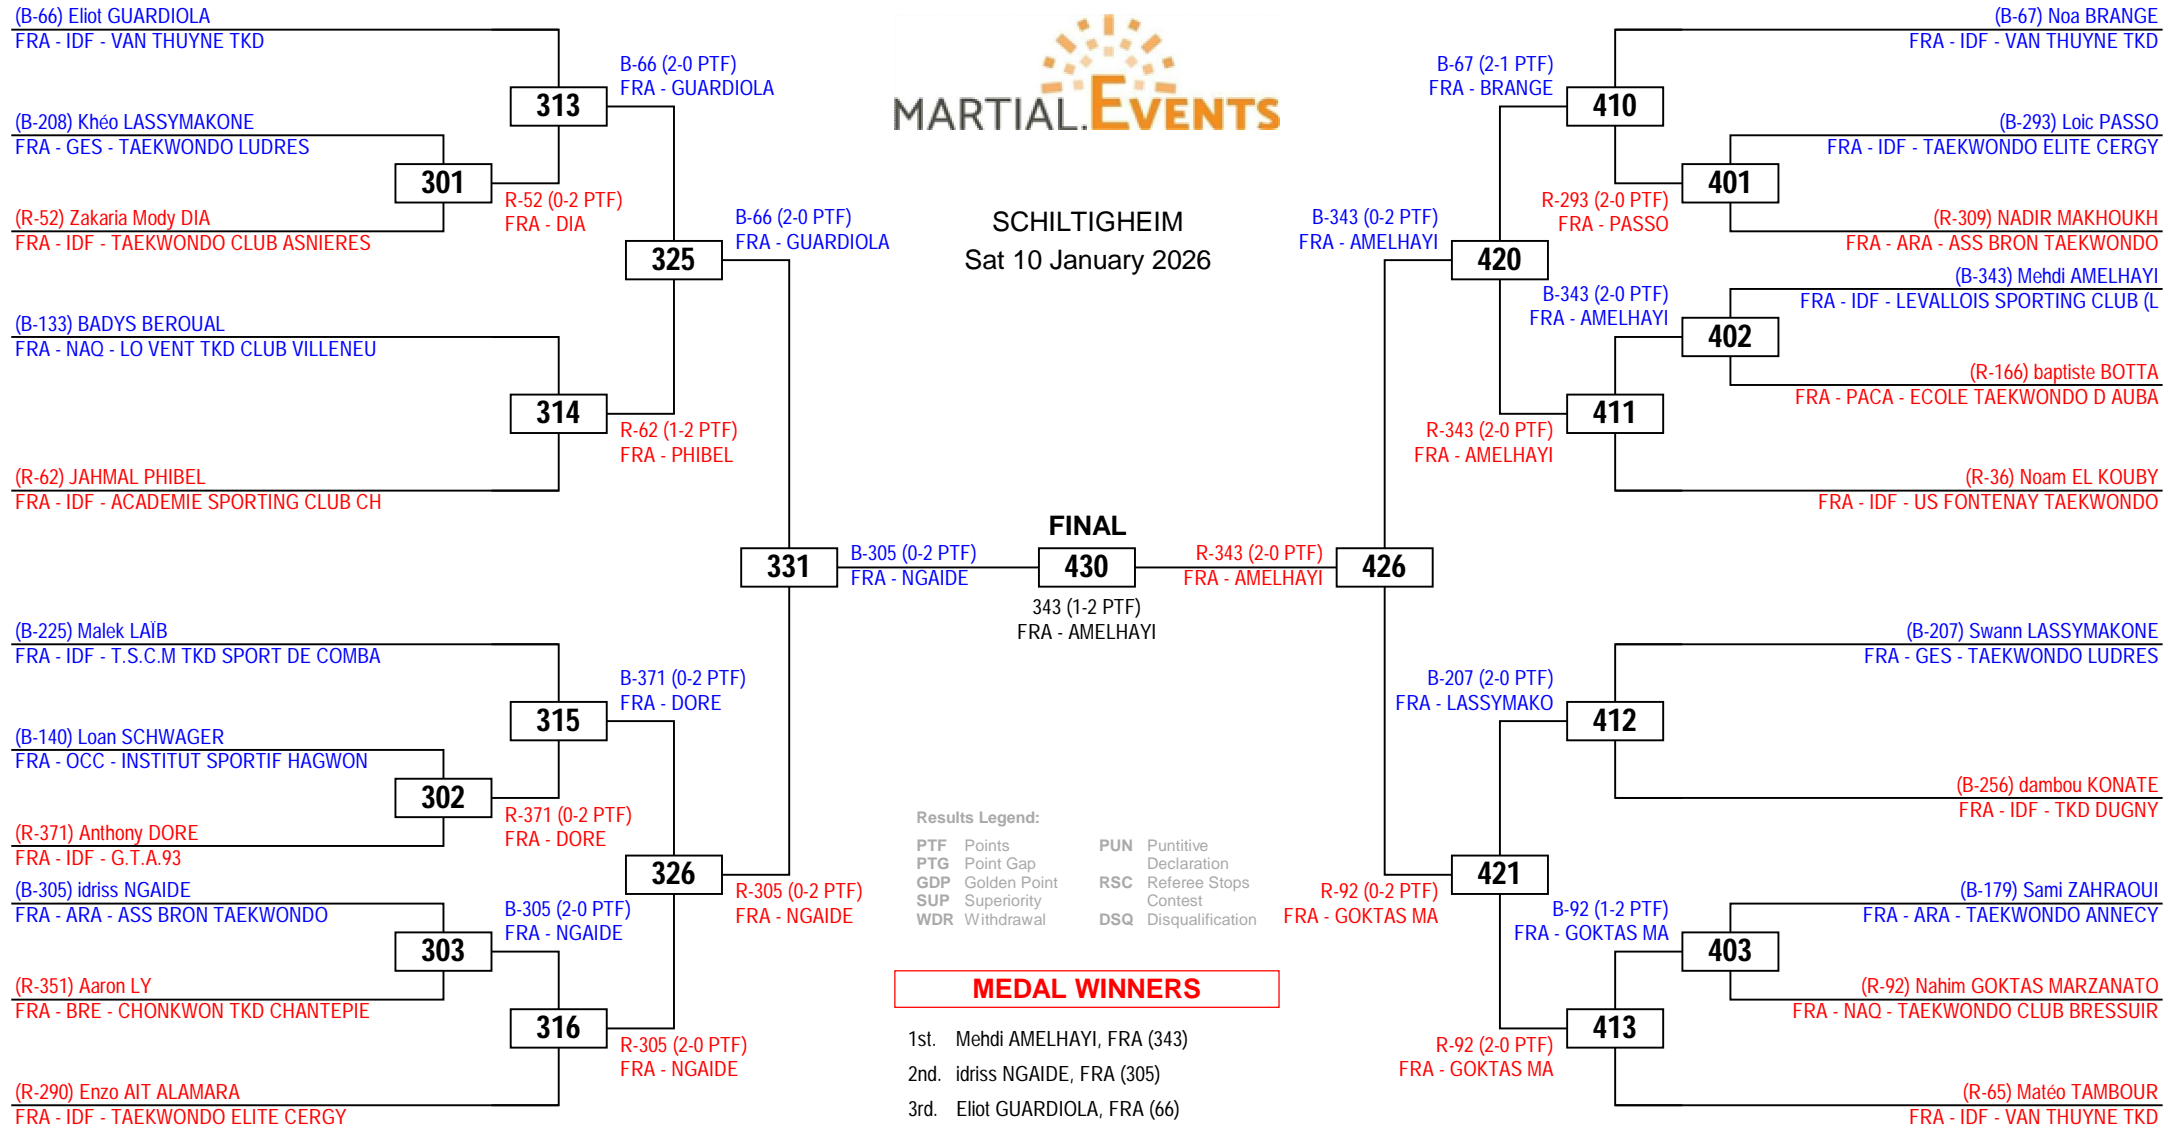 (B-66) Eliot GUARDIOLA
FRA - IDF - VAN THUYNE TKD
(B-208) Khéo LASSYMAKONE
FRA - GES - TAEKWONDO LUDRES
(R-52) Zakaria Mody DIA
FRA - IDF - TAEKWONDO CLUB ASNIERES
(B-133) BADYS BEROUAL
FRA - NAQ - LO VENT TKD CLUB VILLENEU
(R-62) JAHMAL PHIBEL
FRA - IDF - ACADEMIE SPORTING CLUB CH
(B-225) Malek LAÏB
FRA - IDF - T.S.C.M TKD SPORT DE COMBA
(B-140) Loan SCHWAGER
FRA - OCC - INSTITUT SPORTIF HAGWON
(R-371) Anthony DORE
FRA - IDF - G.T.A.93
(B-305) idriss NGAIDE
FRA - ARA - ASS BRON TAEKWONDO
(R-351) Aaron LY
FRA - BRE - CHONKWON TKD CHANTEPIE
(R-290) Enzo AIT ALAMARA
FRA - IDF - TAEKWONDO ELITE CERGY
301
R-52 (0-2 PTF)
FRA - DIA
302
R-371 (0-2 PTF)
FRA - DORE
303
B-305 (2-0 PTF)
FRA - NGAIDE
313
B-66 (2-0 PTF)
FRA - GUARDIOLA
314
R-62 (1-2 PTF)
FRA - PHIBEL
315
B-371 (0-2 PTF)
FRA - DORE
316
R-305 (2-0 PTF)
FRA - NGAIDE
325
B-66 (2-0 PTF)
FRA - GUARDIOLA
326
R-305 (0-2 PTF)
FRA - NGAIDE
331
B-305 (0-2 PTF)
FRA - NGAIDE
MARTIAL.EVENTS
SCHILTIGHEIM
Sat 10 January 2026
FINAL
430
343 (1-2 PTF)
FRA - AMELHAYI
Results Legend:
PTF Points
PTG Point Gap
GDP Golden Point
SUP Superiority
WDR Withdrawal
PUN Puntitive
Declaration
RSC Referee Stops
Contest
DSQ Disqualification
MEDAL WINNERS
1st. Mehdi AMELHAYI, FRA (343)
2nd. idriss NGAIDE, FRA (305)
3rd. Eliot GUARDIOLA, FRA (66)
R-343 (2-0 PTF)
FRA - AMELHAYI
426
B-343 (0-2 PTF)
FRA - AMELHAYI
420
R-92 (0-2 PTF)
FRA - GOKTAS MA
421
B-67 (2-1 PTF)
FRA - BRANGE
410
R-343 (2-0 PTF)
FRA - AMELHAYI
411
B-207 (2-0 PTF)
FRA - LASSYMAKO
412
R-92 (2-0 PTF)
FRA - GOKTAS MA
413
R-293 (2-0 PTF)
FRA - PASSO
401
B-343 (2-0 PTF)
FRA - AMELHAYI
402
B-92 (1-2 PTF)
FRA - GOKTAS MA
403
(B-67) Noa BRANGE
FRA - IDF - VAN THUYNE TKD
(B-293) Loic PASSO
FRA - IDF - TAEKWONDO ELITE CERGY
(R-309) NADIR MAKHOUKH
FRA - ARA - ASS BRON TAEKWONDO
(B-343) Mehdi AMELHAYI
FRA - IDF - LEVALLOIS SPORTING CLUB (L
(R-166) baptiste BOTTA
FRA - PACA - ECOLE TAEKWONDO D AUBA
(R-36) Noam EL KOUBY
FRA - IDF - US FONTENAY TAEKWONDO
(B-207) Swann LASSYMAKONE
FRA - GES - TAEKWONDO LUDRES
(B-256) dambou KONATE
FRA - IDF - TKD DUGNY
(B-179) Sami ZAHRAOUI
FRA - ARA - TAEKWONDO ANNECY
(R-92) Nahim GOKTAS MARZANATO
FRA - NAQ - TAEKWONDO CLUB BRESSUIR
(R-65) Matéo TAMBOUR
FRA - IDF - VAN THUYNE TKD